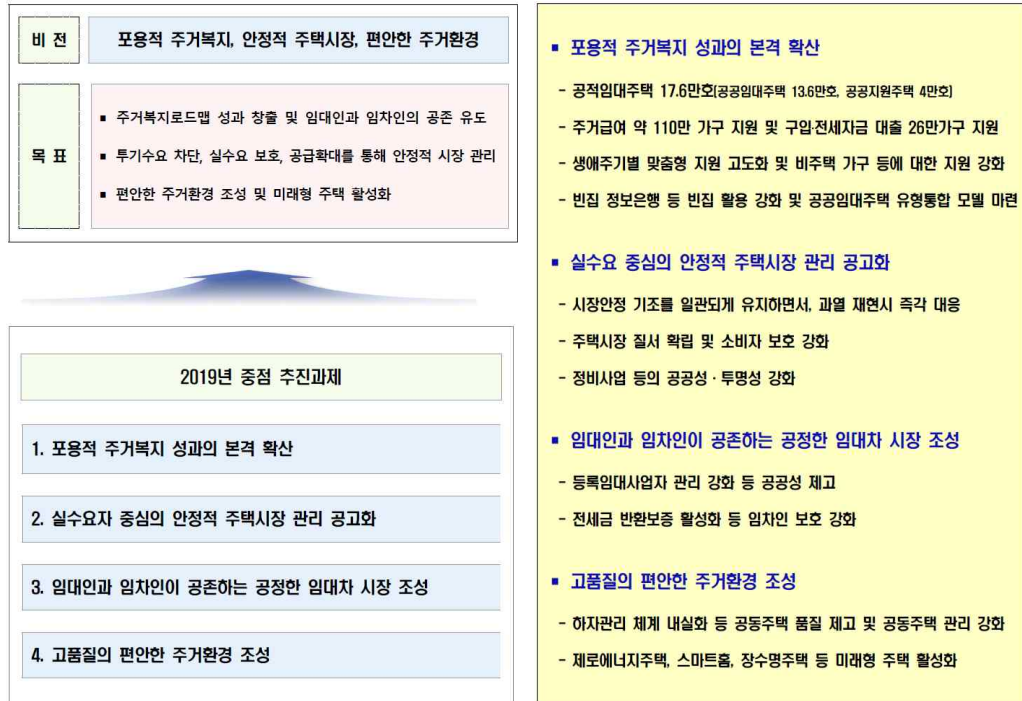 비 전
포용적 주거복지, 안정적 주택시장, 편안한 주거환경
목 표
▪ 주거복지로드맵 성과 창출 및 임대인과 임차인의 공존 유도
▪ 투기수요 차단, 실수요 보호, 공급확대를 통해 안정적 시장 관리
▪ 편안한 주거환경 조성 및 미래형 주택 활성화
2019년 중점 추진과제
1. 포용적 주거복지 성과의 본격 확산
2. 실수요자 중심의 안정적 주택시장 관리 공고화
3. 임대인과 임차인이 공존하는 공정한 임대차 시장 조성
4. 고품질의 편안한 주거환경 조성
▪ 포용적 주거복지 성과의 본격 확산
- 공적임대주택 17.6만호(공공임대주택 13.6만호, 공공지원주택 4만호)
- 주거급여 약 110만 가구 지원 및 구입·전세자금 대출 26만가구 지원
- 생애주기별 맞춤형 지원 고도화 및 비주택 가구 등에 대한 지원 강화
- 빈집 정보은행 등 빈집 활용 강화 및 공공임대주택 유형통합 모델 마련
▪ 실수요 중심의 안정적 주택시장 관리 공고화
- 시장안정 기조를 일관되게 유지하면서, 과열 재현시 즉각 대응
- 주택시장 질서 확립 및 소비자 보호 강화
- 정비사업 등의 공공성·투명성 강화
▪ 임대인과 임차인이 공존하는 공정한 임대차 시장 조성
- 등록임대사업자 관리 강화 등 공공성 제고
- 전세금 반환보증 활성화 등 임차인 보호 강화
▪ 고품질의 편안한 주거환경 조성
- 하자관리 체계 내실화 등 공동주택 품질 제고 및 공동주택 관리 강화
- 제로에너지주택, 스마트홈, 장수명주택 등 미래형 주택 활성화